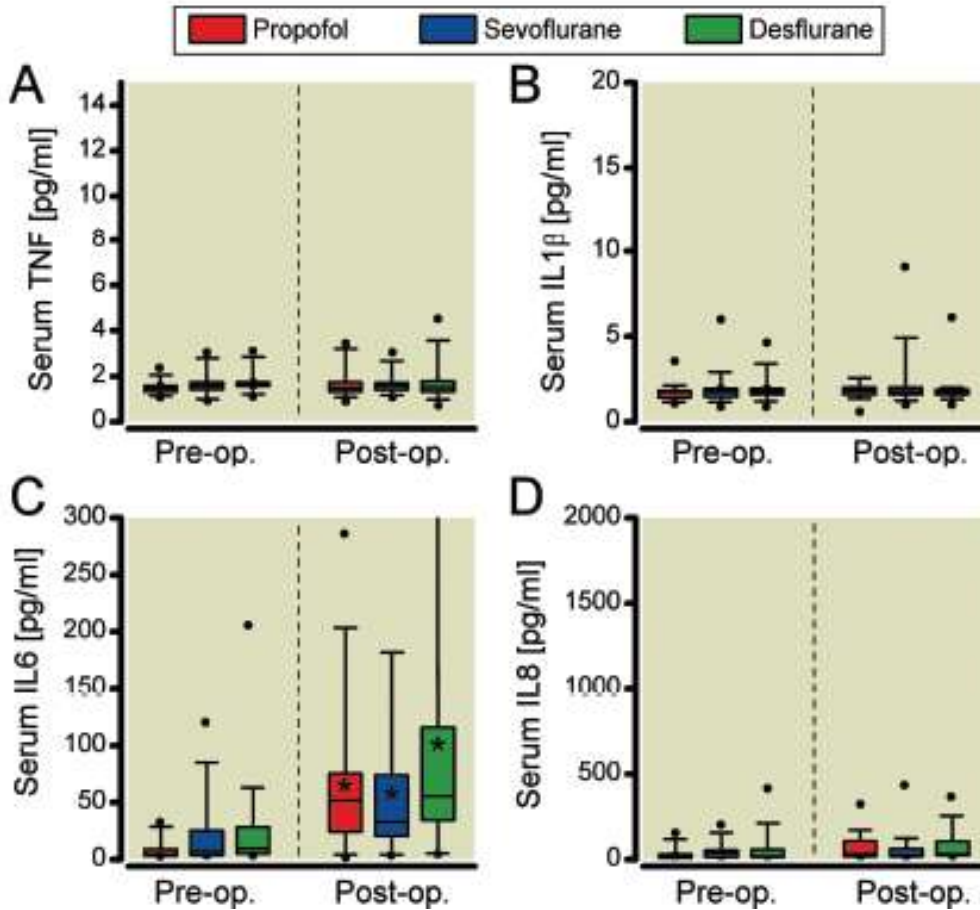 Propofol Sevoflurane Desflurane
A
Serum TNF [pg/ml]
14
12
10
8
6
4
2
0
Pre-op. Post-op.
B
Serum IL1β [pg/ml]
20
15
10
5
0
Pre-op. Post-op.
C
Serum IL6 [pg/ml]
300
250
200
150
100
50
0
Pre-op. Post-op.
D
Serum IL8 [pg/ml]
2000
1500
1000
500
0
Pre-op. Post-op.